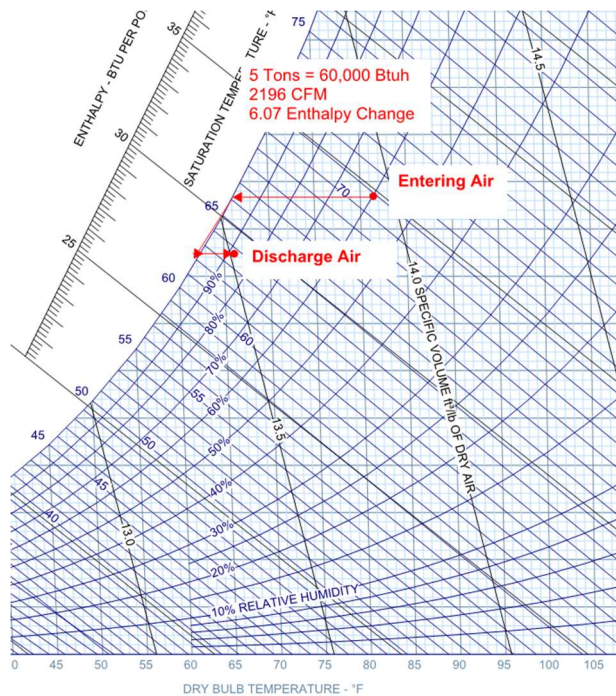 75
35
14.5
ENTHALPY - BTU PER PO
SATURATION TEMPE
TURE - °F
5 Tons = 60,000 Btuh
2196 CFM
6.07 Enthalpy Change
30
70
Entering Air
65
25
Discharge Air
60
90%
14.0 SPECIFIC VOLUME ft³/lb OF DRY AIR
80%
60
55
70%
55
60%
50
13.5
45
50
50%
45
40%
40
13.0
30%
20%
10% RELATIVE HUMIDITY
0 45 50 55 60 65 70 75 80 85 90 95 100 105
DRY BULB TEMPERATURE - °F